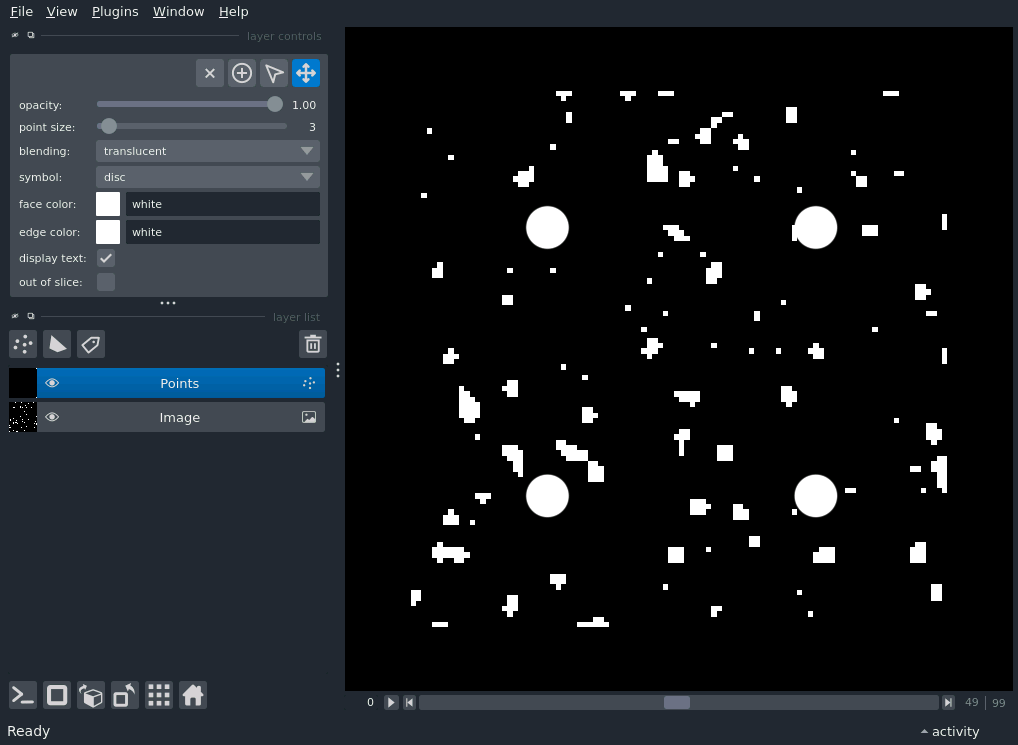 File View Plugins Window Help
layer controls
opacity: 1.00
point size: 3
blending: translucent
symbol: disc
face color: white
edge color: white
display text:
out of slice:
layer list
Points
Image
0 49 | 99
Ready activity